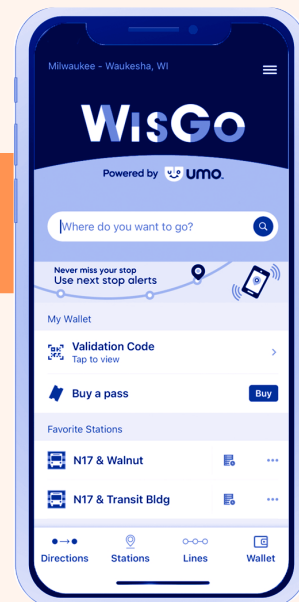 Milwaukee - Waukesha, WI
WisGo
Powered by umo.
Where do you want to go?
Never miss your stop
Use next stop alerts
My Wallet
Validation Code
Tap to view
Buy a pass
Buy
Favorite Stations
N17 & Walnut
N17 & Transit Bldg
Directions Stations Lines Wallet